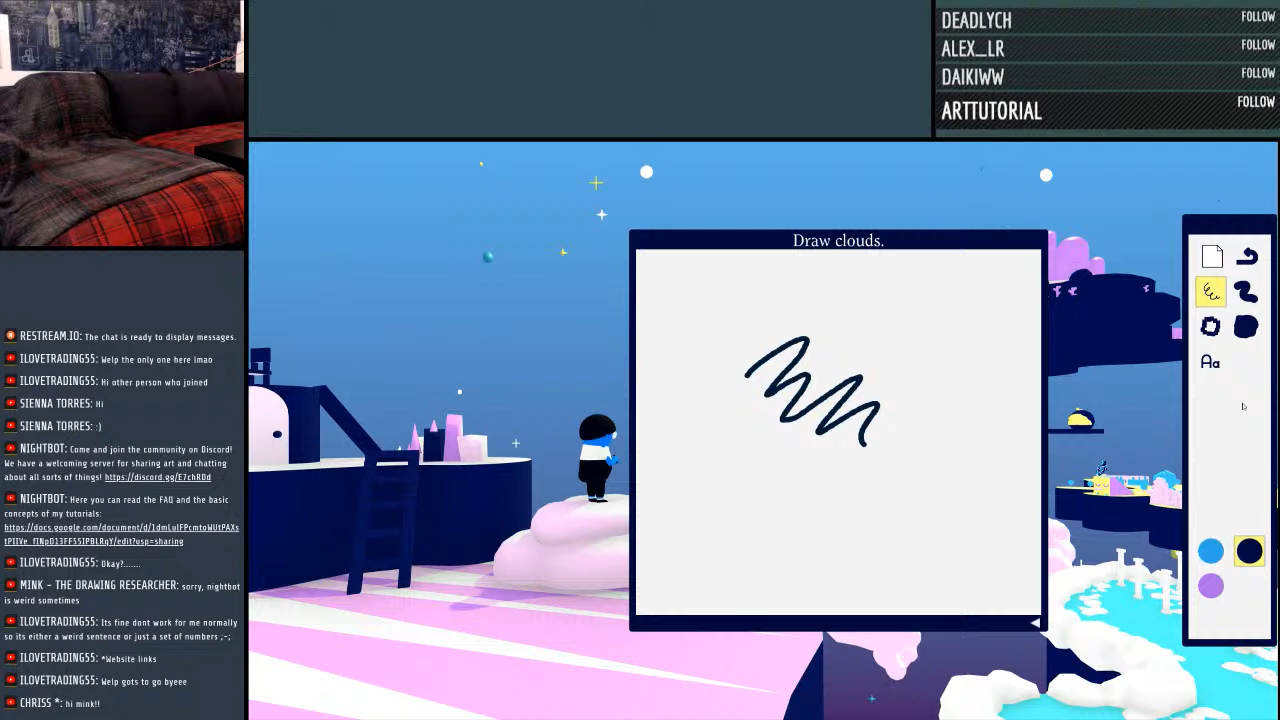 DEADLYCH FOLLOW
ALEX_LR FOLLOW
DAIKIWW FOLLOW
ARTTUTORIAL FOLLOW
Draw clouds.
Aa
RESTREAM.IO: The chat is ready to display messages.
ILOVETRADING55: Welp the only one here lmao
ILOVETRADING55: Hi other person who joined
SIENNA TORRES: Hi
SIENNA TORRES: :)
NIGHTBOT: Come and join the community on Discord!
We have a welcoming server for sharing art and chatting
about all sorts of things! https://discord.gg/E7chRDd
NIGHTBOT: Here you can read the FAQ and the basic
concepts of my tutorials:
ILOVETRADING55: Okay?.......
MINK - THE DRAWING RESEARCHER: sorry, nightbot
is weird sometimes
ILOVETRADING55: Its fine dont work for me normally
so its either a weird sentence or just a set of numbers ;-;
ILOVETRADING55: *Website links
ILOVETRADING55: Welp gots to go byeee
CHRISS *: hi mink!!